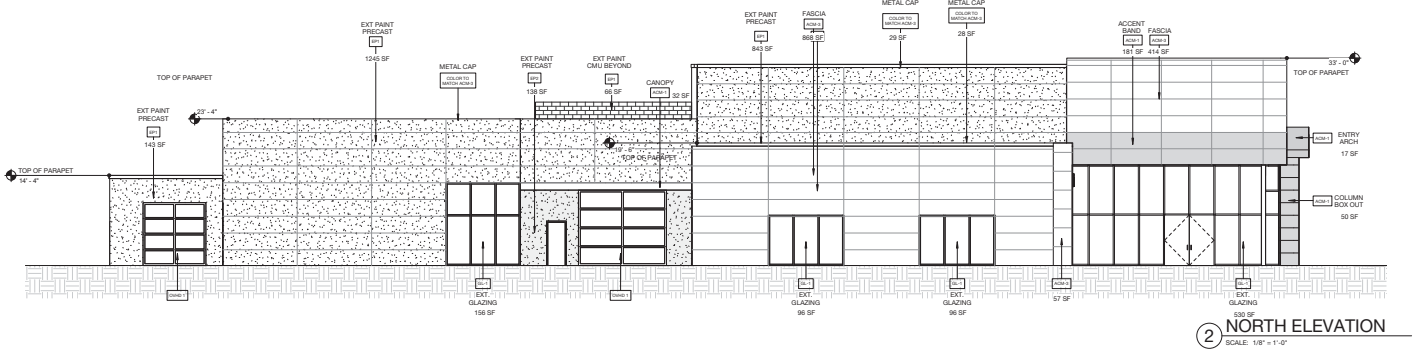 METAL CAP
COLOR TO
MATCH ACM-3
29 SF
METAL CAP
COLOR TO
MATCH ACM-3
28 SF
EXT PAINT
PRECAST
EP1
843 SF
FASCIA
ACM-3
868 SF
ACCENT
BAND
ACM-1
181 SF
FASCIA
ACM-3
414 SF
EXT PAINT
PRECAST
EP1
1245 SF
METAL CAP
COLOR TO
MATCH ACM-3
EXT PAINT
PRECAST
EP2
138 SF
EXT PAINT
CMU BEYOND
EP1
66 SF
CANOPY
ACM-1
32 SF
33' - 0"
TOP OF PARAPET
TOP OF PARAPET
23' - 4"
EXT PAINT
PRECAST
EP1
143 SF
TOP OF PARAPET
TOP OF PARAPET
14' - 4"
ACM-1
ENTRY
ARCH
17 SF
ACM-1
COLUMN
BOX OUT
50 SF
OVHD.1
GL-1
EXT.
GLAZING
156 SF
OVHD.1
GL-1
EXT.
GLAZING
96 SF
GL-1
EXT.
GLAZING
96 SF
ACM-3
57 SF
GL-1
EXT.
GLAZING
530 SF
2
NORTH ELEVATION
SCALE: 1/8" = 1'-0"